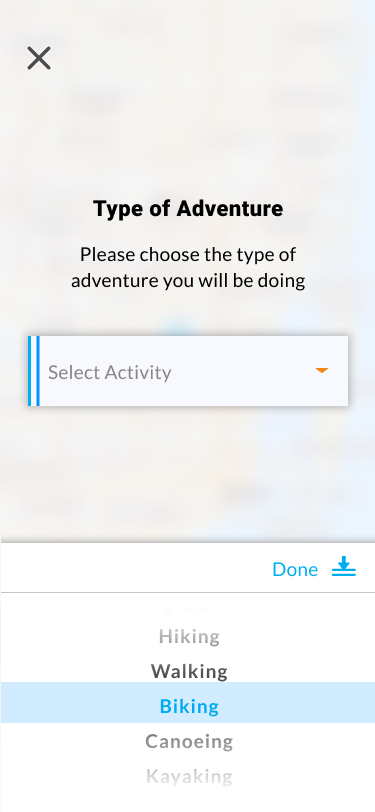 Type of Adventure
Please choose the type of
adventure you will be doing
Select Activity
Done
Hiking
Walking
Biking
Canoeing
Kayaking